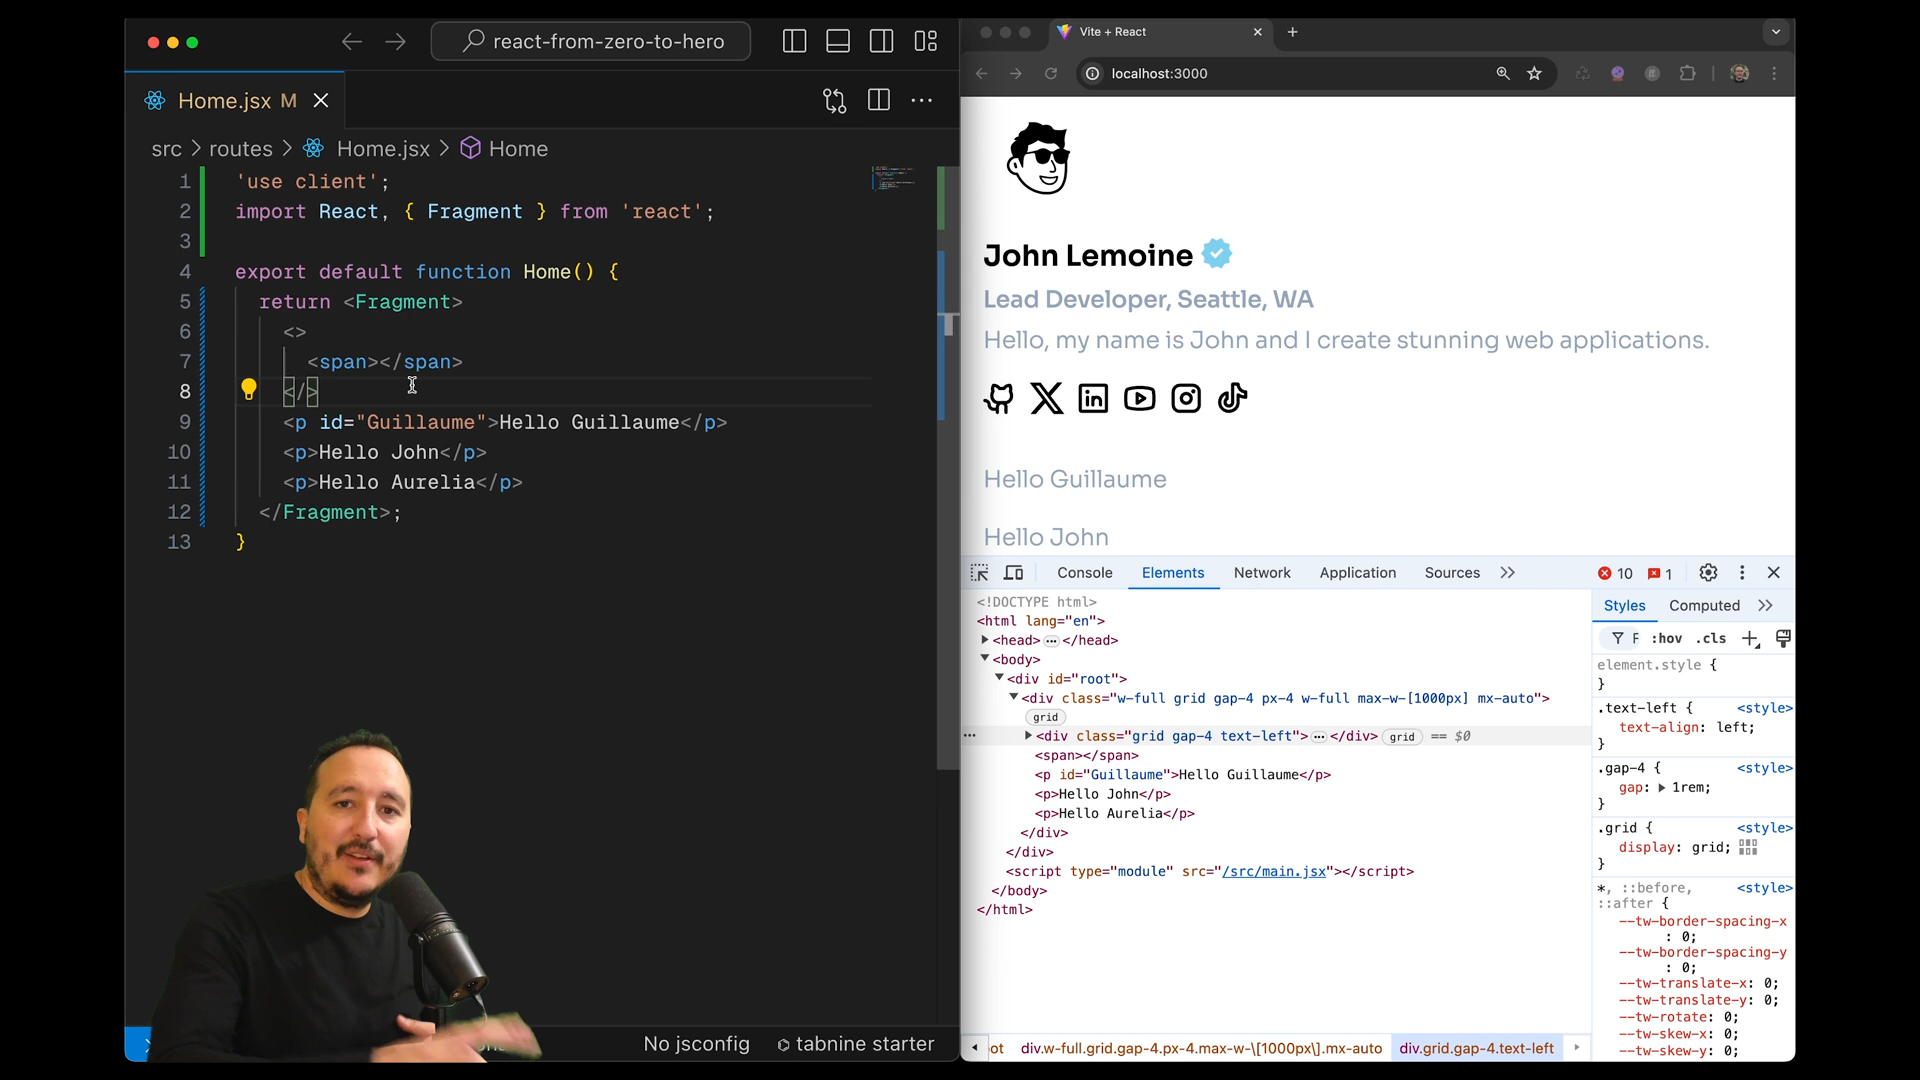 react-from-zero-to-hero
Home.jsx M
src > routes > Home.jsx > Home
1 'use client';
2 import React, { Fragment } from 'react';
3
4 export default function Home() {
5 return <Fragment>
6 <>
7 <span></span>
8 </>
9 <p id="Guillaume">Hello Guillaume</p>
10 <p>Hello John</p>
11 <p>Hello Aurelia</p>
12 </Fragment>;
13 }
No jsconfig tabnine starter
Vite + React
localhost:3000
John Lemoine
Lead Developer, Seattle, WA
Hello, my name is John and I create stunning web applications.
Hello Guillaume
Hello John
Console Elements Network Application Sources >> 10 1
<!DOCTYPE html>
<html lang="en">
<head> … </head>
<body>
<div id="root">
<div class="w-full grid gap-4 px-4 w-full max-w-[1000px] mx-auto">
grid
<div class="grid gap-4 text-left"> … </div> grid == $0
<span></span>
<p id="Guillaume">Hello Guillaume</p>
<p>Hello John</p>
<p>Hello Aurelia</p>
</div>
</div>
<script type="module" src="/src/main.jsx"></script>
</body>
</html>
ot div.w-full.grid.gap-4.px-4.max-w-\[1000px\].mx-auto div.grid.gap-4.text-left
Styles Computed >>
F :hov .cls
element.style {
}
.text-left { <style>
text-align: left;
}
.gap-4 { <style>
gap: 1rem;
}
.grid { <style>
display: grid;
}
*, ::before, <style>
::after {
--tw-border-spacing-x
: 0;
--tw-border-spacing-y
: 0;
--tw-translate-x: 0;
--tw-translate-y: 0;
--tw-rotate: 0;
--tw-skew-x: 0;
--tw-skew-y: 0;